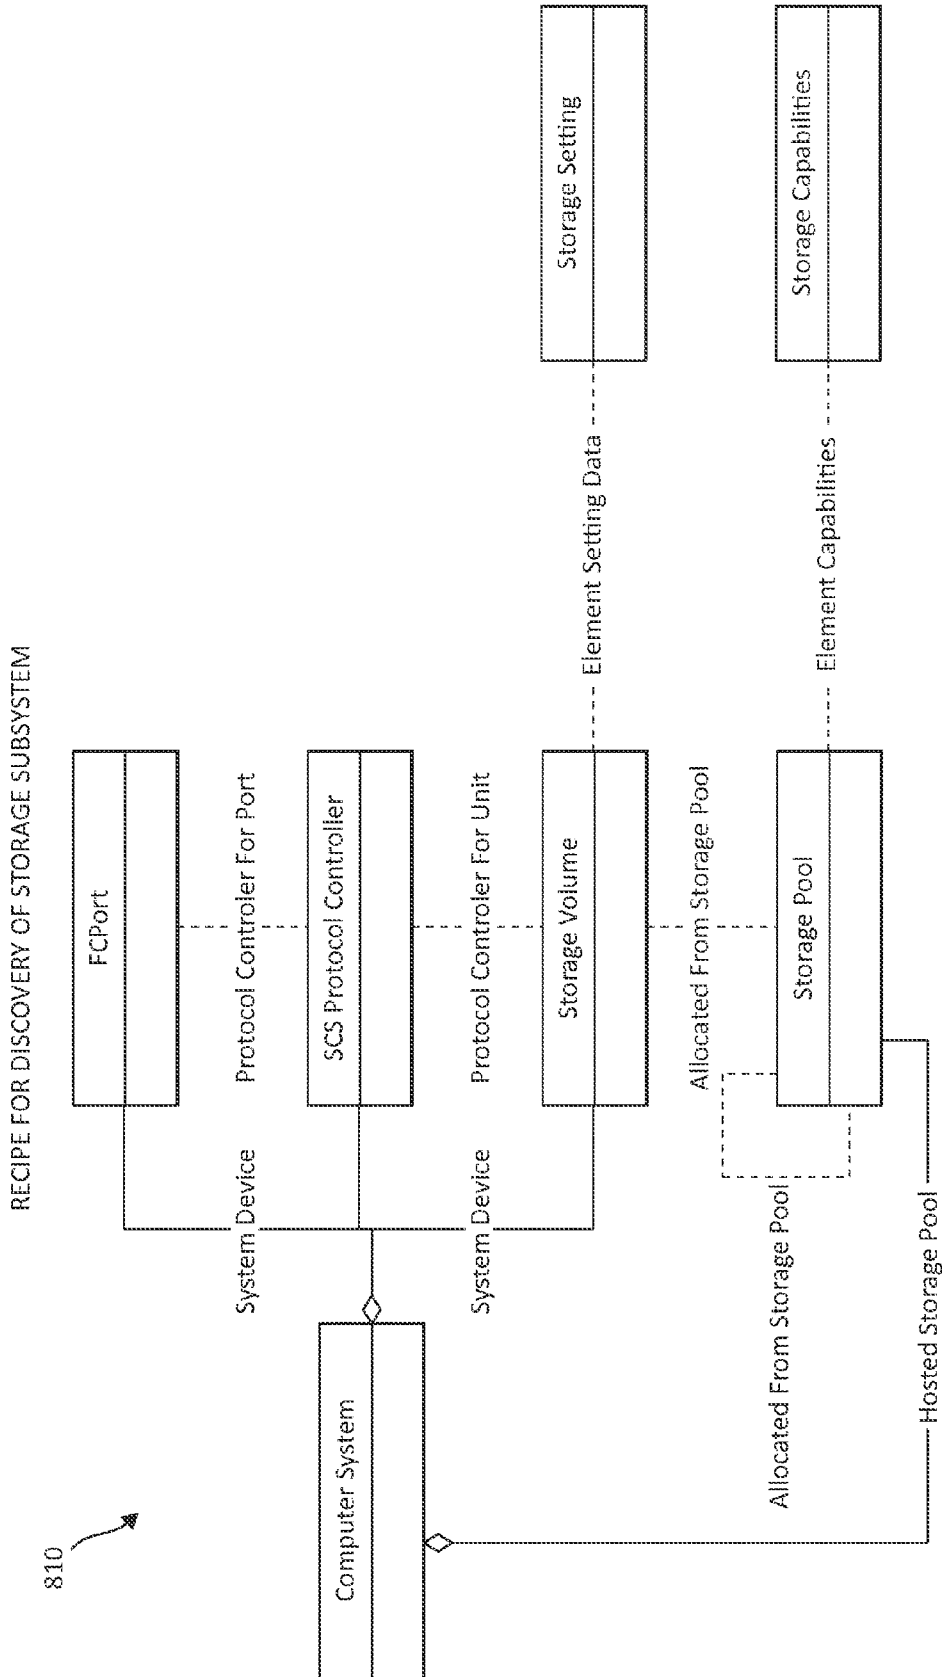 RECIPE FOR DISCOVERY OF STORAGE SUBSYSTEM
810
FCPort
System Device
Protocol Controler For Port
Computer System
SCS Protocol Controller
System Device
Protocol Controler For Unit
Storage Volume
Element Setting Data
Storage Setting
Allocated From Storage Pool
Allocated From Storage Pool
Storage Pool
Element Capabilities
Storage Capabilities
Hosted Storage Pool